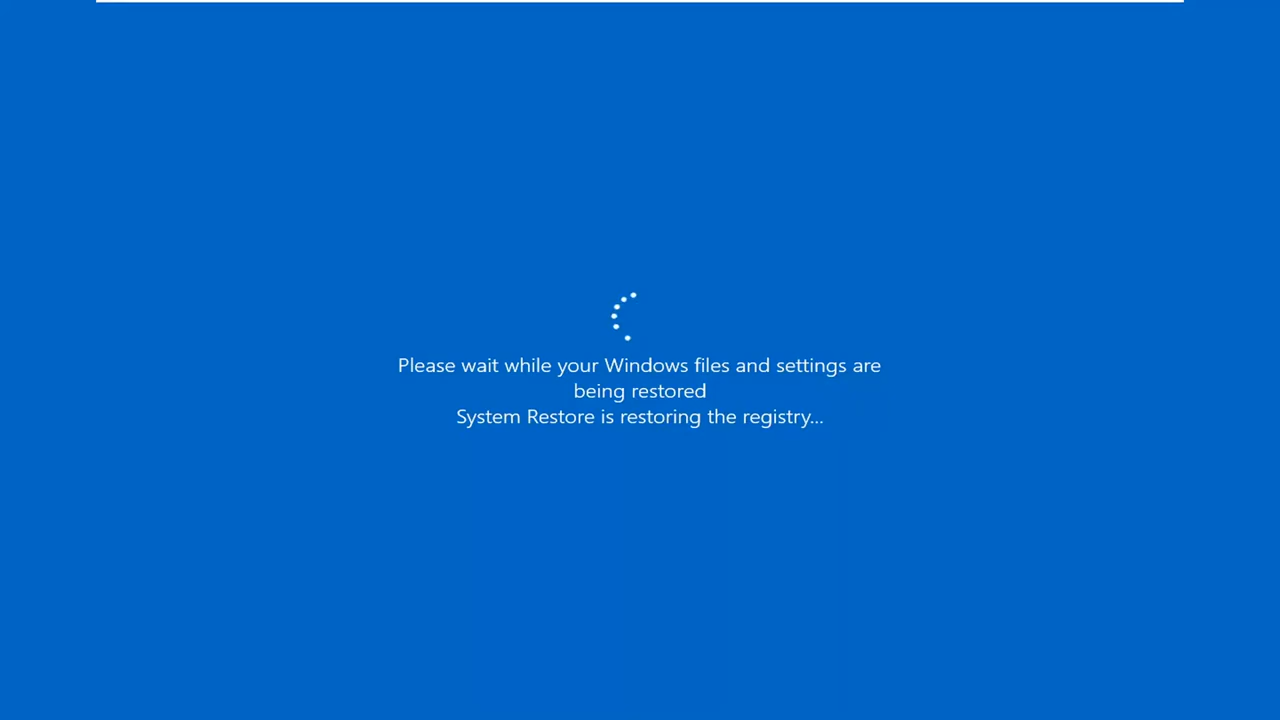 Please wait while your Windows files and settings are
being restored
System Restore is restoring the registry...